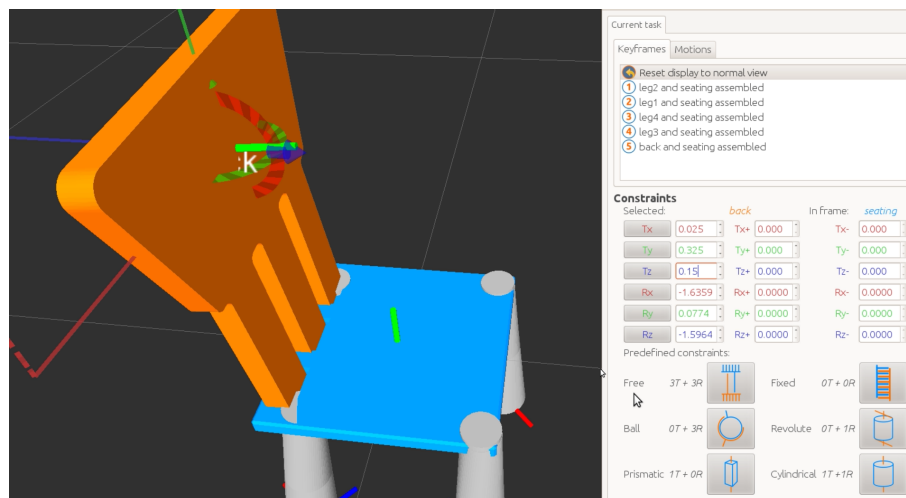 :k
Current task
Keyframes Motions
Reset display to normal view
1 leg2 and seating assembled
2 leg1 and seating assembled
3 leg4 and seating assembled
4 leg3 and seating assembled
5 back and seating assembled
Constraints
Selected: back In frame: seating
Tx 0.025 Tx+ 0.000 Tx- 0.000
Ty 0.325 Ty+ 0.000 Ty- 0.000
Tz 0.15 Tz+ 0.000 Tz- 0.000
Rx -1.6359 Rx+ 0.0000 Rx- 0.0000
Ry 0.0774 Ry+ 0.0000 Ry- 0.0000
Rz -1.5964 Rz+ 0.0000 Rz- 0.0000
Predefined constraints:
Free 3T + 3R Fixed 0T + 0R
Ball 0T + 3R Revolute 0T + 1R
Prismatic 1T + 0R Cylindrical 1T +1R